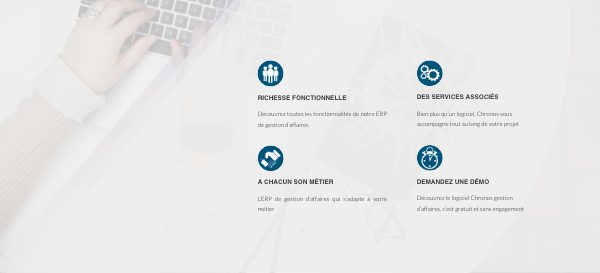 RICHESSE FONCTIONNELLE
Découvrez toutes les fonctionnalités de notre ERP
de gestion d'affaires
DES SERVICES ASSOCIÉS
Bien plus qu'un logiciel, Chronos vous
accompagne tout au long de votre projet
A CHACUN SON MÉTIER
L'ERP de gestion d'affaires qui s'adapte à votre
métier
DEMANDEZ UNE DÉMO
Découvrez le logiciel Chronos gestion
d'affaires, c'est gratuit et sans engagement